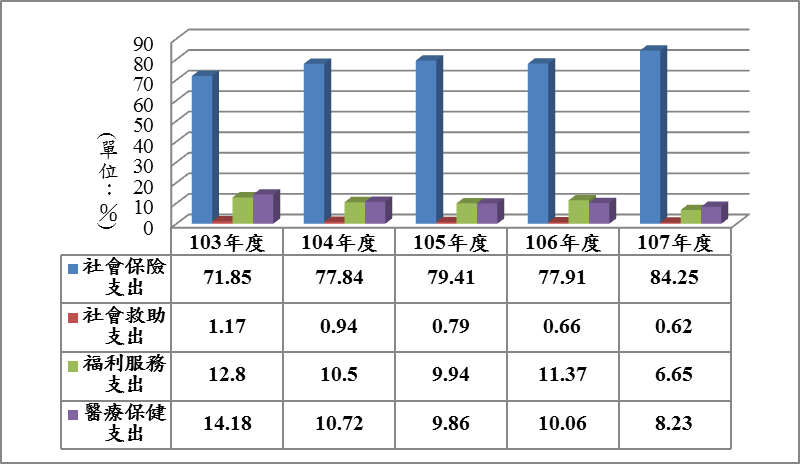 90
80
70
60
50
40
30
20
10
0
(單位：%)
103年度 104年度 105年度 106年度 107年度
社會保險
支出
71.85 77.84 79.41 77.91 84.25
社會救助
支出
1.17 0.94 0.79 0.66 0.62
福利服務
支出
12.8 10.5 9.94 11.37 6.65
醫療保健
支出
14.18 10.72 9.86 10.06 8.23